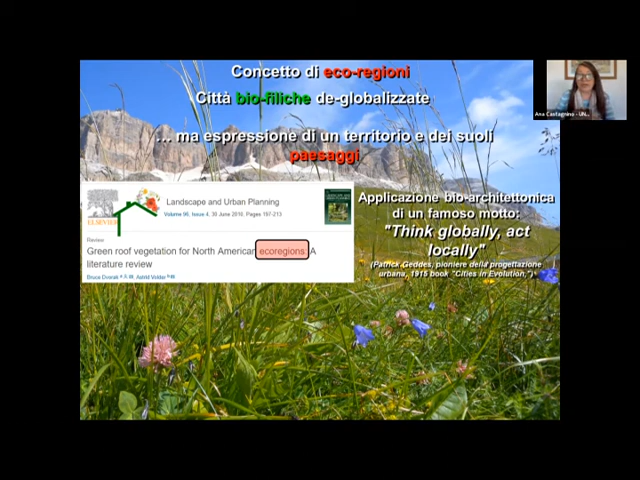 Concetto di eco-regioni
Città bio-filiche de-globalizzate
... ma espressione di un territorio e dei suoli
paesaggi
Ana Castagnino - UN...
ELSEVIER
Landscape and Urban Planning
Volume 96, Issue 4, 30 June 2010, Pages 197-213
Review
Green roof vegetation for North American ecoregions: A
literature review
Bruce Dvorak, Astrid Volder
Applicazione bio-architettonica
di un famoso motto:
"Think globally, act
locally"
(Patrick Geddes, pioniere della progettazione
urbana, 1915 book "Cities in Evolution,")